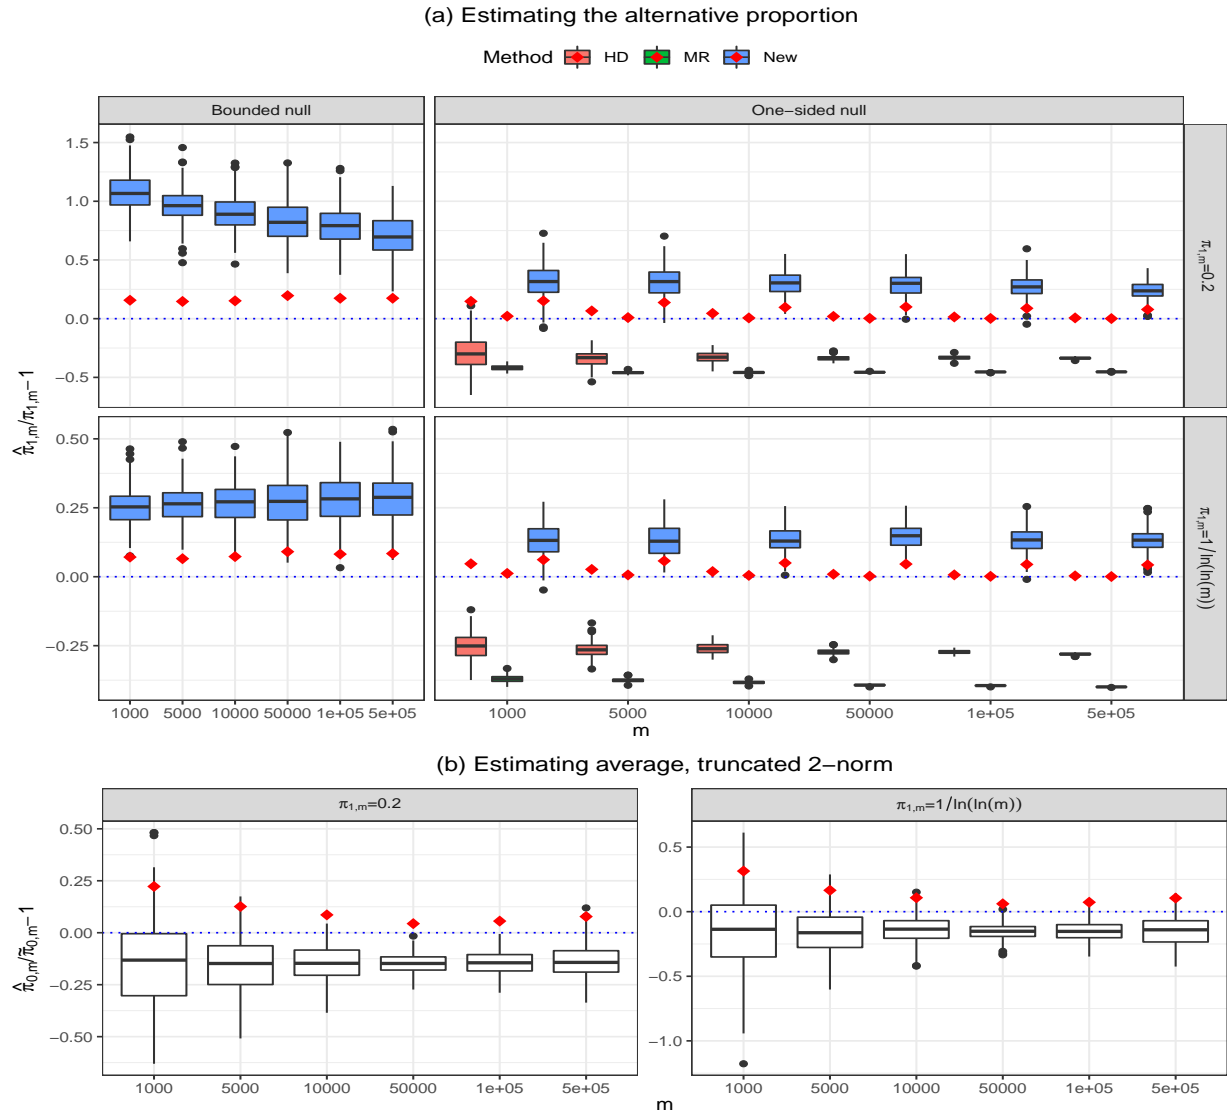 (a) Estimating the alternative proportion
Method HD MR New
Bounded null
One−sided null
1.5
1.0
0.5
0.0
π1,m=0.2
−0.5
0.50
0.25
0.00
π1,m=1/ln(ln(m))
−0.25
π̂1,m/π1,m−1
1000 5000 10000 50000 1e+05 5e+05
1000 5000 10000 50000 1e+05 5e+05
m
(b) Estimating average, truncated 2−norm
π1,m=0.2
π1,m=1/ln(ln(m))
0.50
0.25
0.00
−0.25
−0.50
π̂0,m/π̃0,m−1
0.5
0.0
−0.5
−1.0
1000 5000 10000 50000 1e+05 5e+05
1000 5000 10000 50000 1e+05 5e+05
m